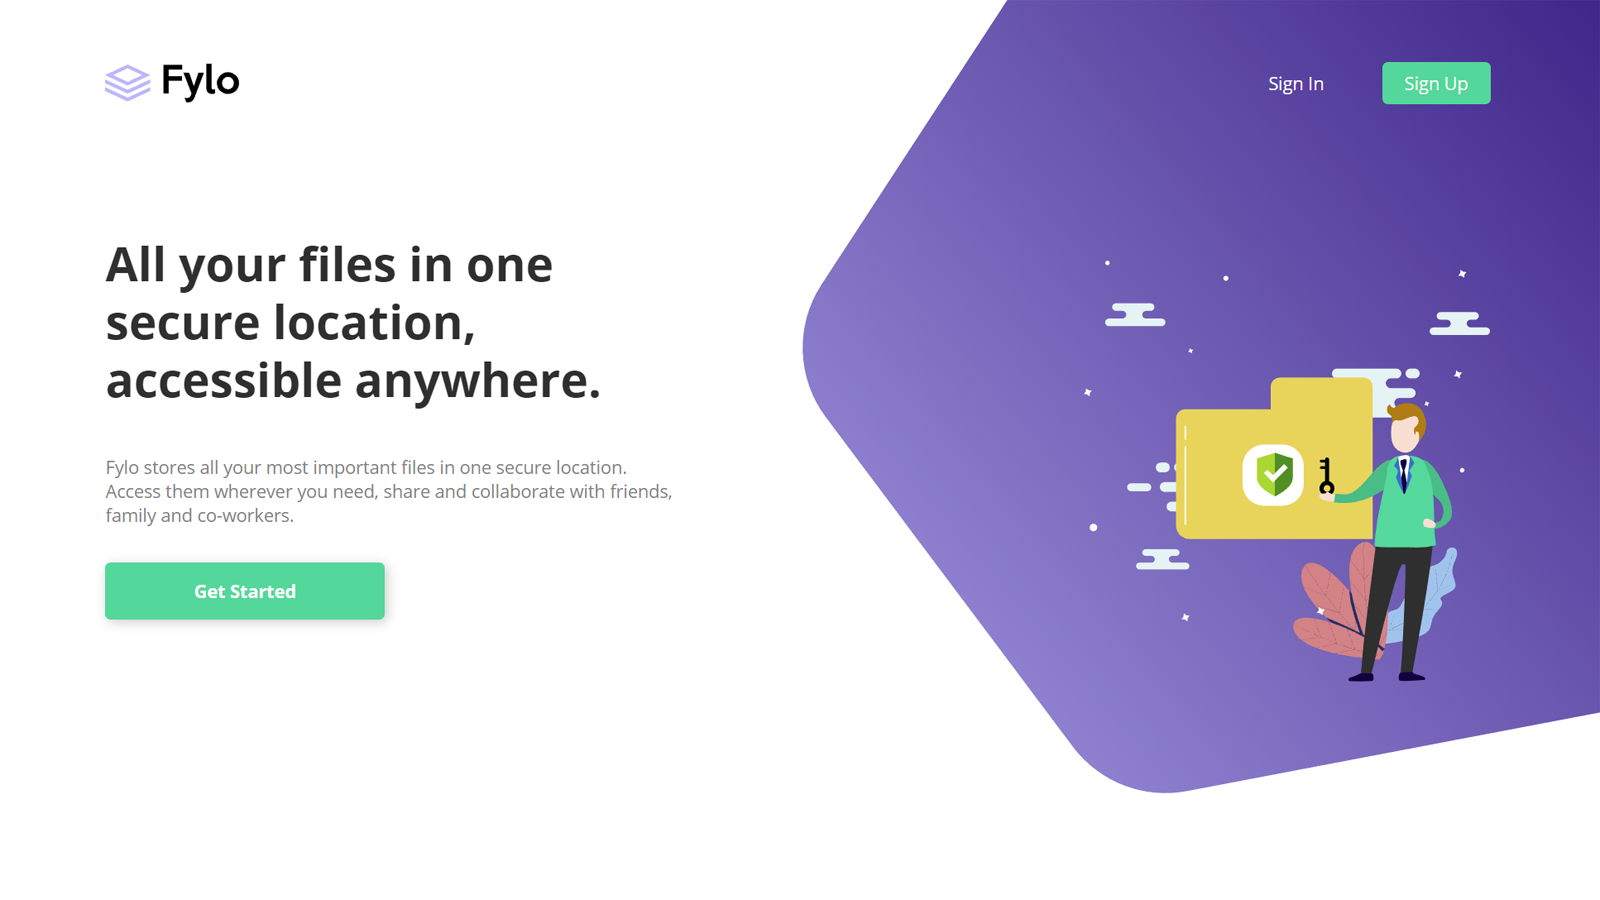 Fylo
Sign In
Sign Up
All your files in one
secure location,
accessible anywhere.
Fylo stores all your most important files in one secure location.
Access them wherever you need, share and collaborate with friends,
family and co-workers.
Get Started